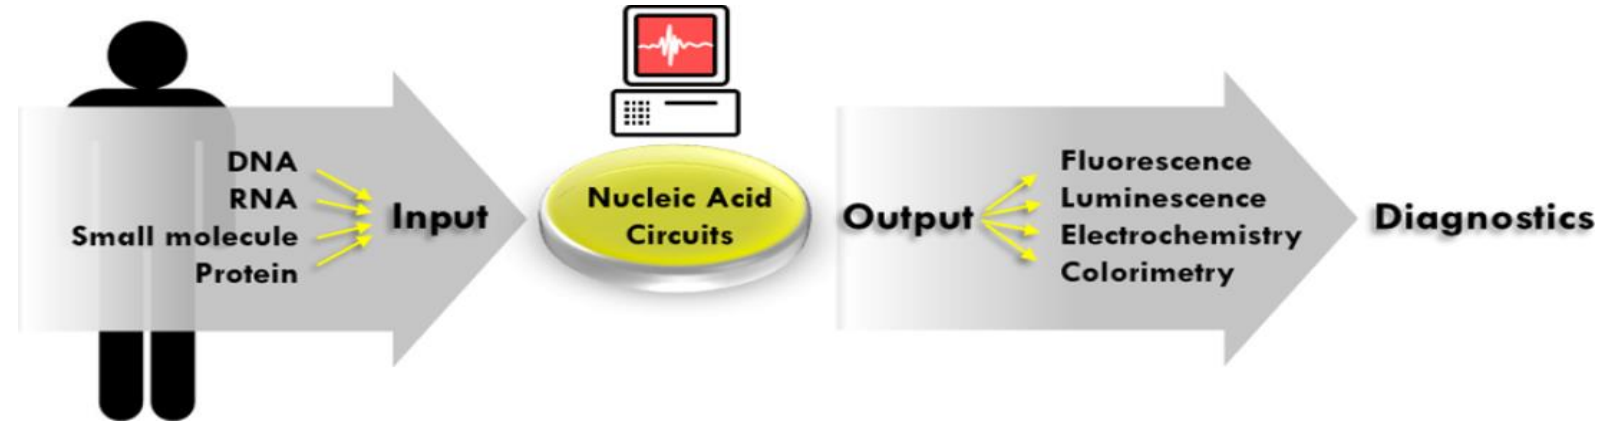 DNA
RNA
Small molecule
Protein
Input
Nucleic Acid
Circuits
Output
Fluorescence
Luminescence
Electrochemistry
Colorimetry
Diagnostics